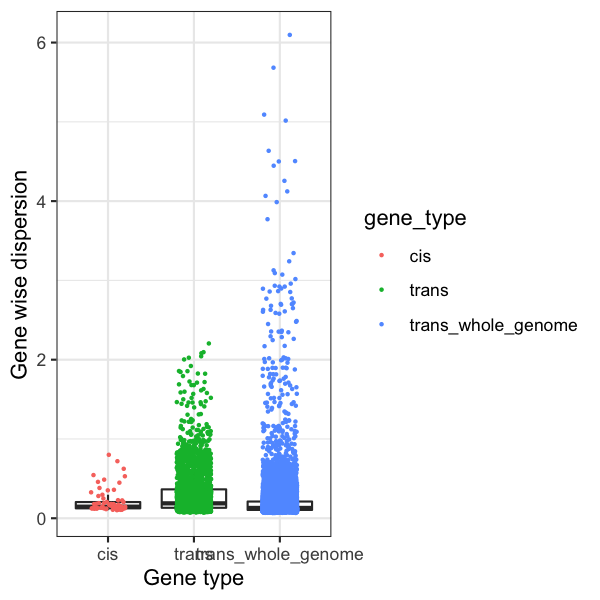 6
4
2
0
Gene wise dispersion
cis
trans
trans_whole_genome
Gene type
gene_type
cis
trans
trans_whole_genome